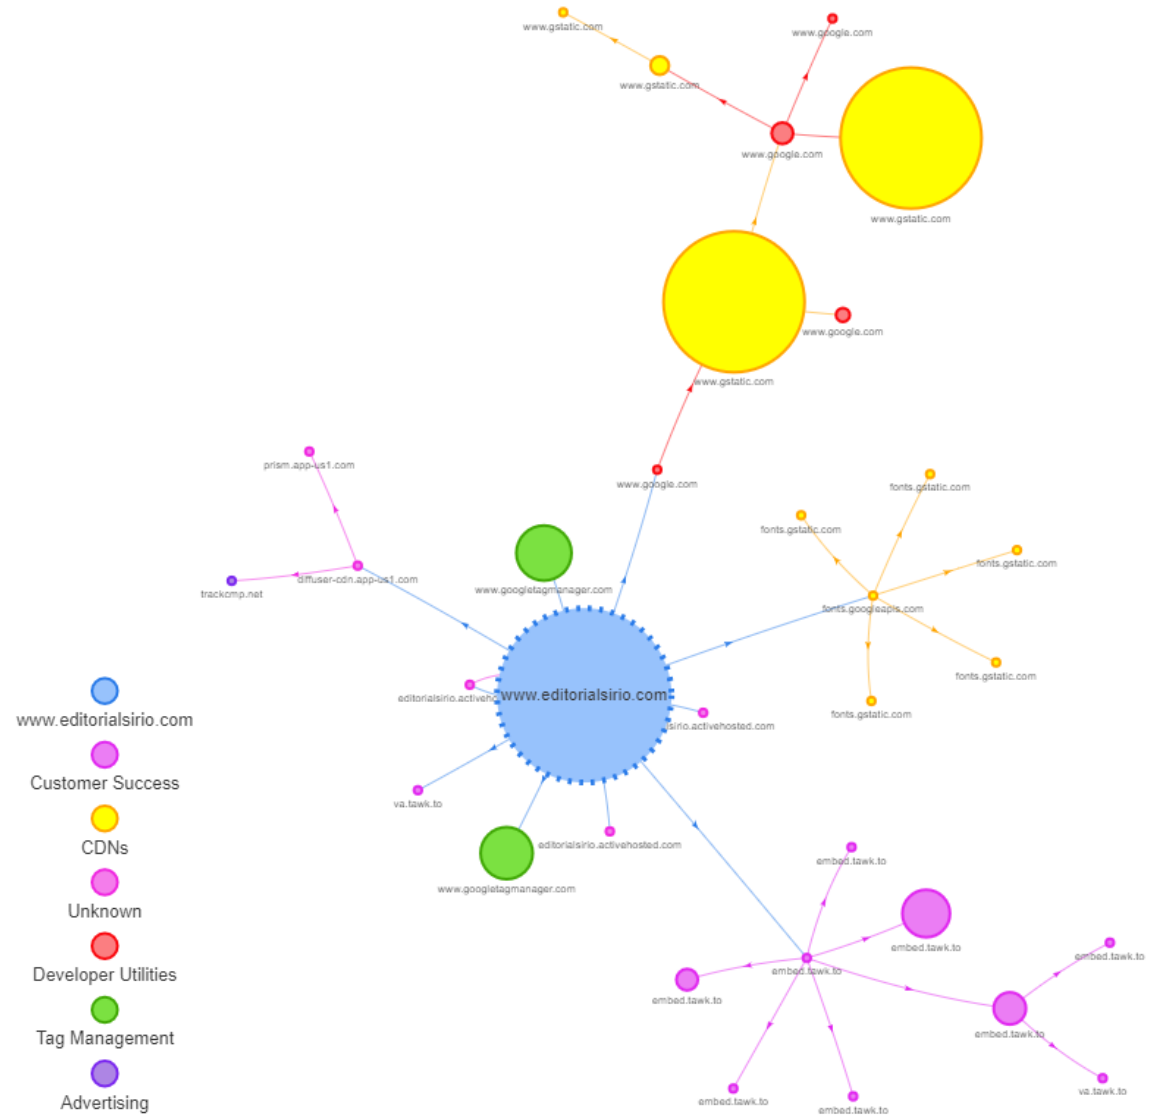 www.gstatic.com
www.google.com
www.gstatic.com
www.google.com
www.gstatic.com
www.google.com
www.gstatic.com
prism.app-us1.com
www.google.com
fonts.gstatic.com
fonts.gstatic.com
fonts.gstatic.com
diffuser-cdn.app-us1.com
trackcmp.net
www.googletagmanager.com
fonts.googleapis.com
fonts.gstatic.com
editorialsirio.activeho
www.editorialsirio.com
fonts.gstatic.com
sirio.activehosted.com
va.tawk.to
editorialsirio.activehosted.com
www.googletagmanager.com
embed.tawk.to
embed.tawk.to
embed.tawk.to
embed.tawk.to
embed.tawk.to
embed.tawk.to
va.tawk.to
embed.tawk.to
embed.tawk.to
www.editorialsirio.com
Customer Success
CDNs
Unknown
Developer Utilities
Tag Management
Advertising